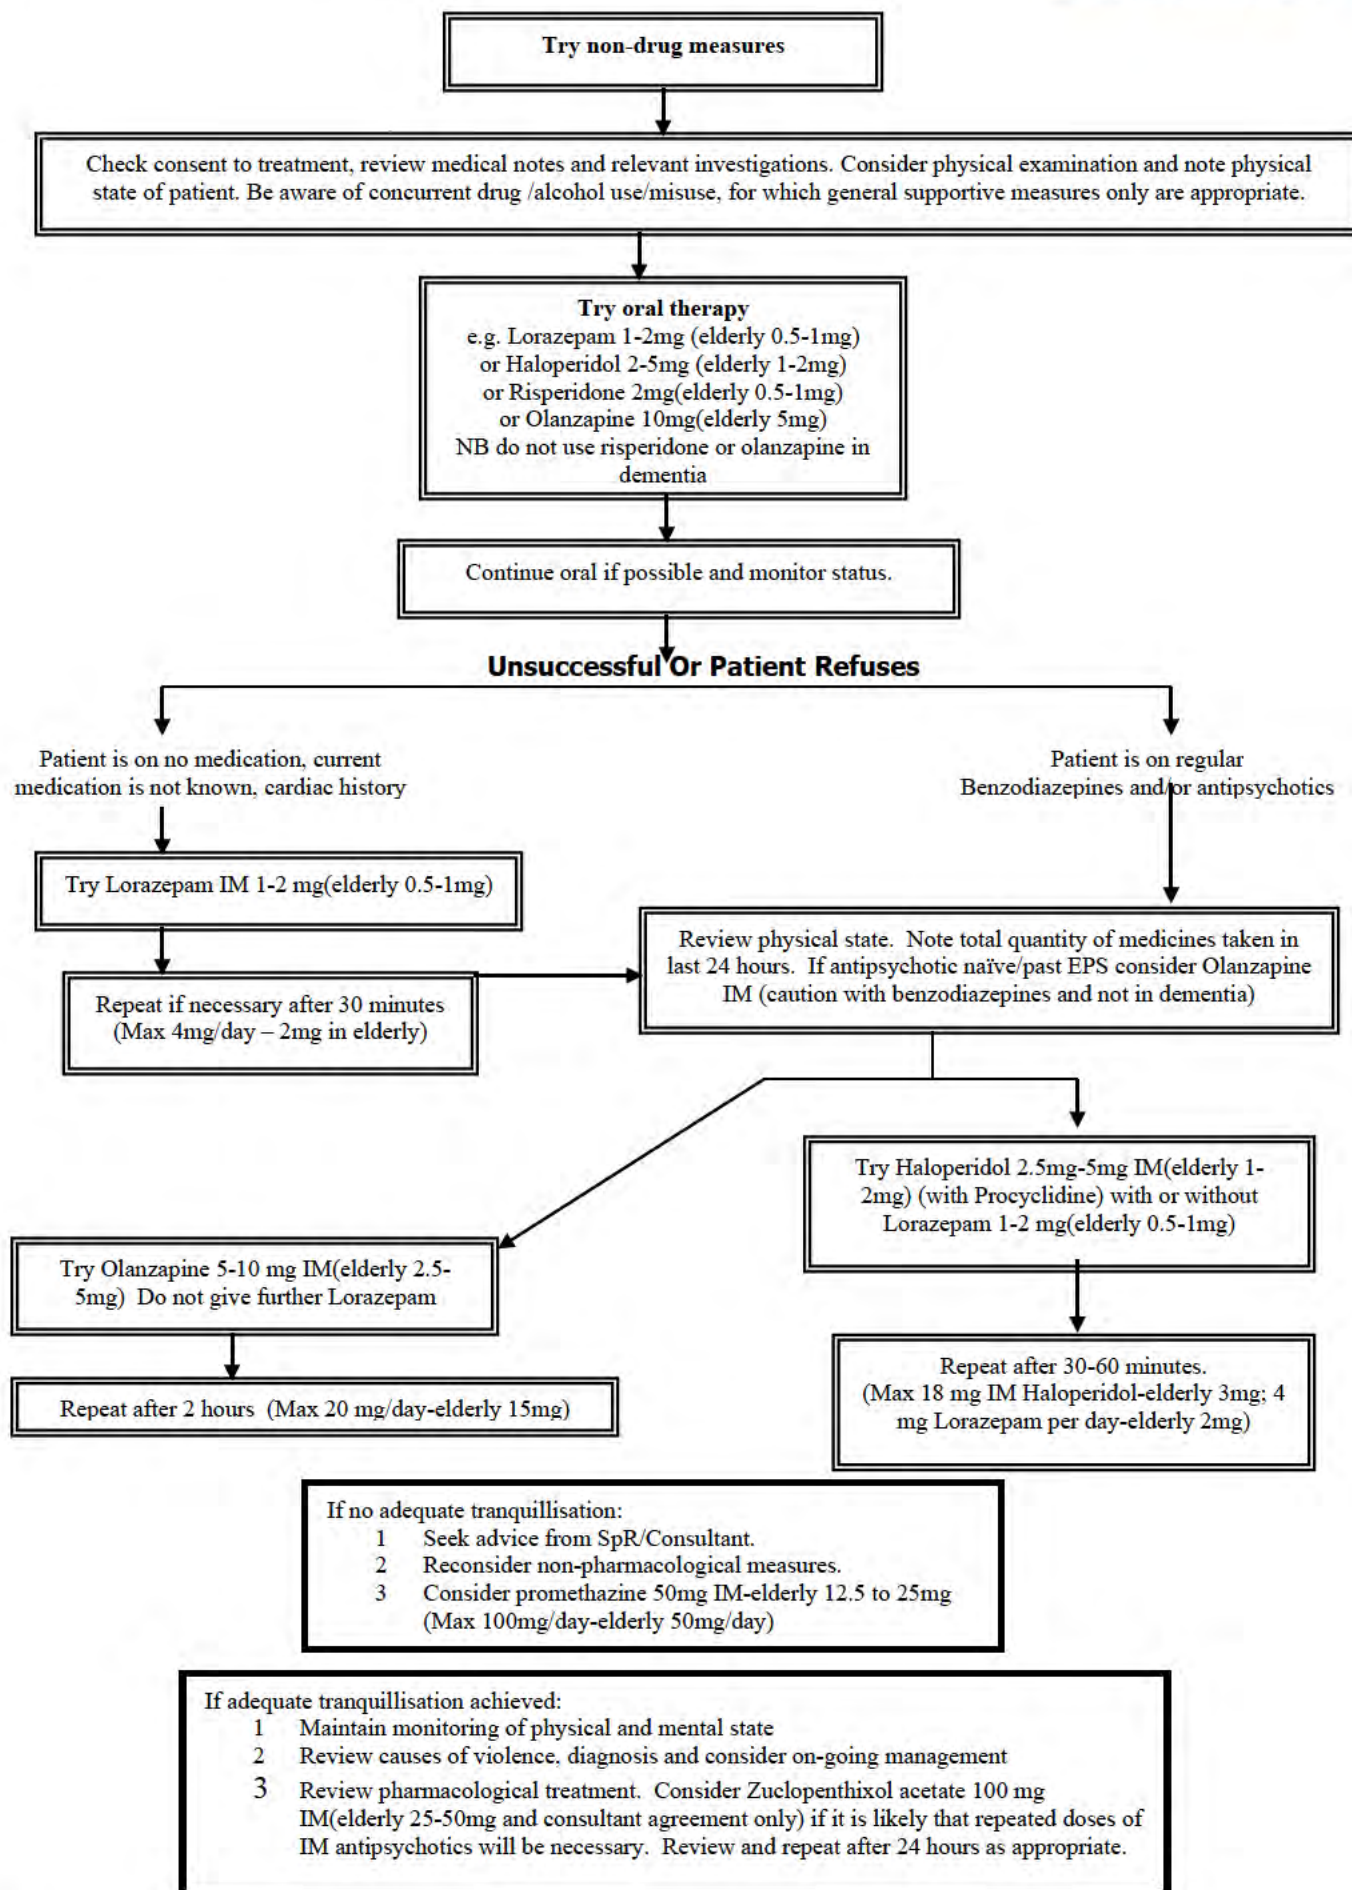 Try non-drug measures
Check consent to treatment, review medical notes and relevant investigations. Consider physical examination and note physical
state of patient. Be aware of concurrent drug /alcohol use/misuse, for which general supportive measures only are appropriate.
Try oral therapy
e.g. Lorazepam 1-2mg (elderly 0.5-1mg)
or Haloperidol 2-5mg (elderly 1-2mg)
or Risperidone 2mg(elderly 0.5-1mg)
or Olanzapine 10mg(elderly 5mg)
NB do not use risperidone or olanzapine in
dementia
Continue oral if possible and monitor status.
Unsuccessful Or Patient Refuses
Patient is on no medication, current
medication is not known, cardiac history
Patient is on regular
Benzodiazepines and/or antipsychotics
Try Lorazepam IM 1-2 mg(elderly 0.5-1mg)
Repeat if necessary after 30 minutes
(Max 4mg/day – 2mg in elderly)
Review physical state.  Note total quantity of medicines taken in
last 24 hours.  If antipsychotic naïve/past EPS consider Olanzapine
IM (caution with benzodiazepines and not in dementia)
Try Haloperidol 2.5mg-5mg IM(elderly 1-
2mg) (with Procyclidine) with or without
Lorazepam 1-2 mg(elderly 0.5-1mg)
Try Olanzapine 5-10 mg IM(elderly 2.5-
5mg)  Do not give further Lorazepam
Repeat after 2 hours  (Max 20 mg/day-elderly 15mg)
Repeat after 30-60 minutes.
(Max 18 mg IM Haloperidol-elderly 3mg; 4
mg Lorazepam per day-elderly 2mg)
If no adequate tranquillisation:
1 Seek advice from SpR/Consultant.
2 Reconsider non-pharmacological measures.
3 Consider promethazine 50mg IM-elderly 12.5 to 25mg
(Max 100mg/day-elderly 50mg/day)
If adequate tranquillisation achieved:
1 Maintain monitoring of physical and mental state
2 Review causes of violence, diagnosis and consider on-going management
3 Review pharmacological treatment.  Consider Zuclopenthixol acetate 100 mg
IM(elderly 25-50mg and consultant agreement only) if it is likely that repeated doses of
IM antipsychotics will be necessary.  Review and repeat after 24 hours as appropriate.